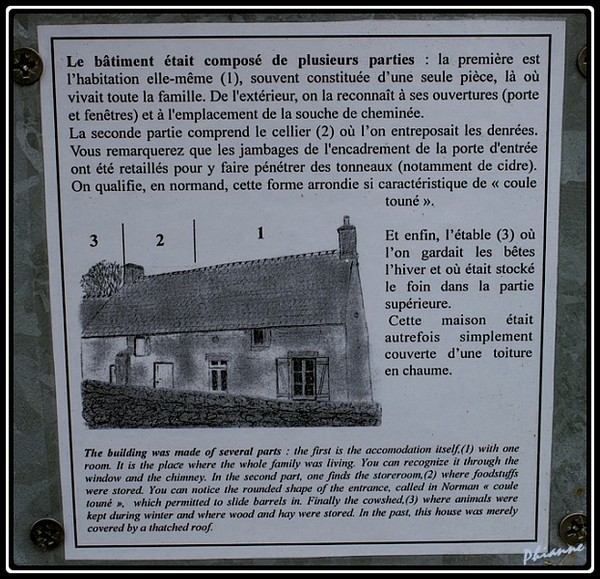 Le bâtiment était composé de plusieurs parties : la première est
l'habitation elle-même (1), souvent constituée d'une seule pièce, là où
vivait toute la famille. De l'extérieur, on la reconnaît à ses ouvertures (porte
et fenêtres) et à l'emplacement de la souche de cheminée.
La seconde partie comprend le cellier (2) où l'on entreposait les denrées.
Vous remarquerez que les jambages de l'encadrement de la porte d'entrée
ont été retaillés pour y faire pénétrer des tonneaux (notamment de cidre).
On qualifie, en normand, cette forme arrondie si caractéristique de « coule
touné ».
3 2 1
Et enfin, l'étable (3) où
l'on gardait les bêtes
l'hiver et où était stocké
le foin dans la partie
supérieure.
Cette maison était
autrefois simplement
couverte d'une toiture
en chaume.
The building was made of several parts : the first is the accomodation itself,(1) with one
room. It is the place where the whole family was living. You can recognize it through the
window and the chimney. In the second part, one finds the storeroom,(2) where foodstuffs
were stored. You can notice the rounded shape of the entrance, called in Norman « coule
touné », which permitted to slide barrels in. Finally the cowshed,(3) where animals were
kept during winter and where wood and hay were stored. In the past, this house was merely
covered by a thatched roof.
Phianne